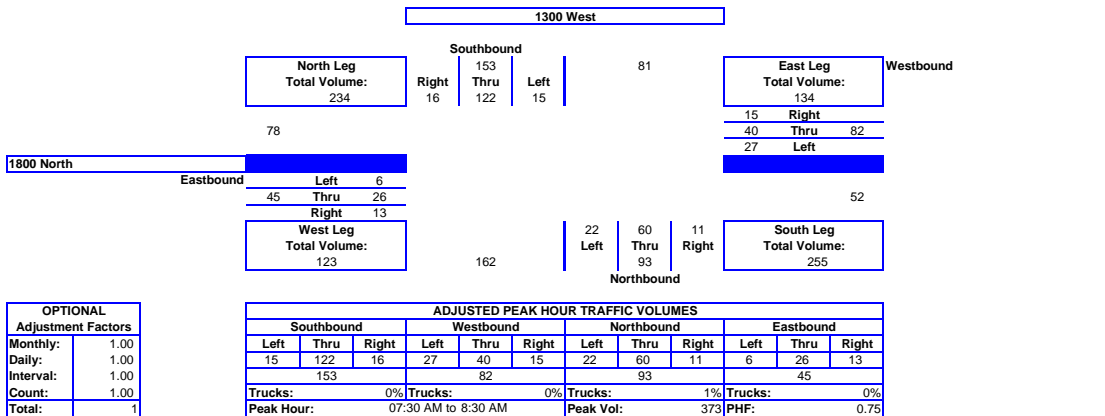 1300 West
Southbound
North Leg 153 81 East Leg Westbound
Total Volume: Right Thru Left Total Volume:
234 16 122 15 134
15 Right
78 40 Thru 82
27 Left
1800 North
Eastbound Left 6
45 Thru 26 52
Right 13
West Leg 22 60 11 South Leg
Total Volume: Left Thru Right Total Volume:
123 162 93 255
Northbound
OPTIONAL ADJUSTED PEAK HOUR TRAFFIC VOLUMES
Adjustment Factors Southbound Westbound Northbound Eastbound
Monthly: 1.00 Left Thru Right Left Thru Right Left Thru Right Left Thru Right
Daily: 1.00 15 122 16 27 40 15 22 60 11 6 26 13
Interval: 1.00 153 82 93 45
Count: 1.00 Trucks: 0% Trucks: 0% Trucks: 1% Trucks: 0%
Total: 1 Peak Hour: 07:30 AM to 8:30 AM Peak Vol: 373 PHF: 0.75